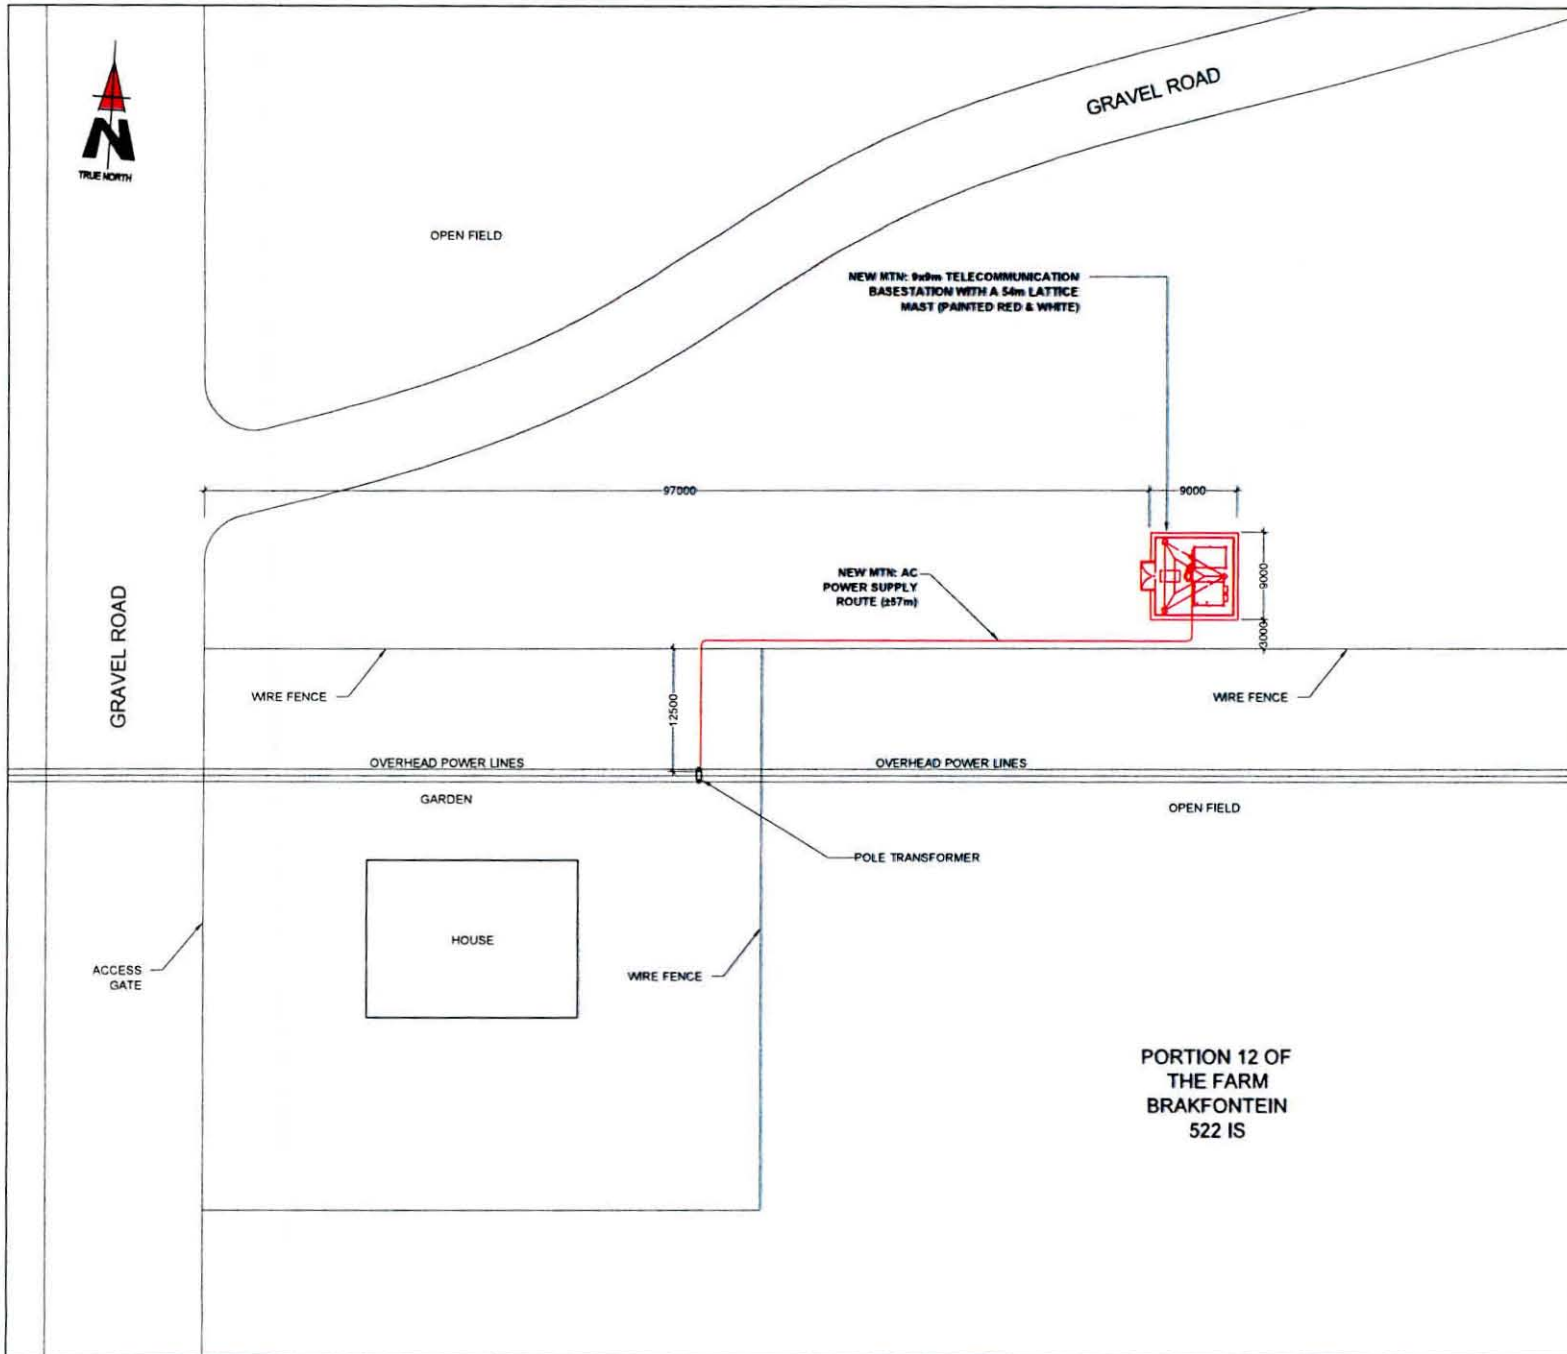 GRAVEL ROAD
N
TRUE NORTH
OPEN FIELD
NEW MTN: 9x9m TELECOMMUNICATION
BASESTATION WITH A 54m LATTICE
MAST (PAINTED RED & WHITE)
97000
9000
NEW MTN: AC
POWER SUPPLY
ROUTE (±57m)
9000
3000
GRAVEL ROAD
WIRE FENCE
12500
WIRE FENCE
OVERHEAD POWER LINES
OVERHEAD POWER LINES
GARDEN
OPEN FIELD
POLE TRANSFORMER
HOUSE
ACCESS
GATE
WIRE FENCE
PORTION 12 OF
THE FARM
BRAKFONTEIN
522 IS